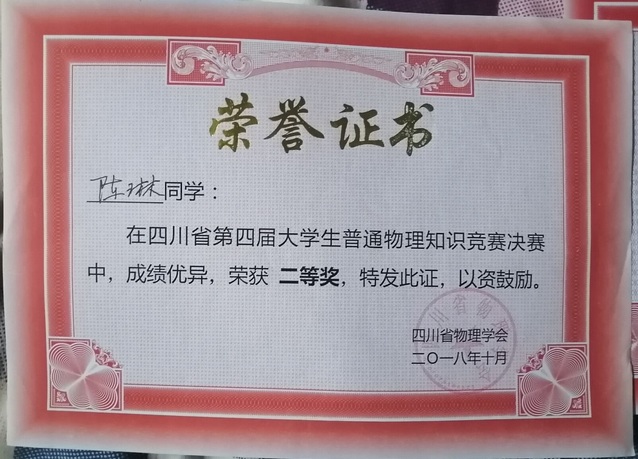 荣誉证书
陈琳同学：
在四川省第四届大学生普通物理知识竞赛决赛
中，成绩优异，荣获 二等奖，特发此证，以资鼓励。
四川省物理学会
二〇一八年十月